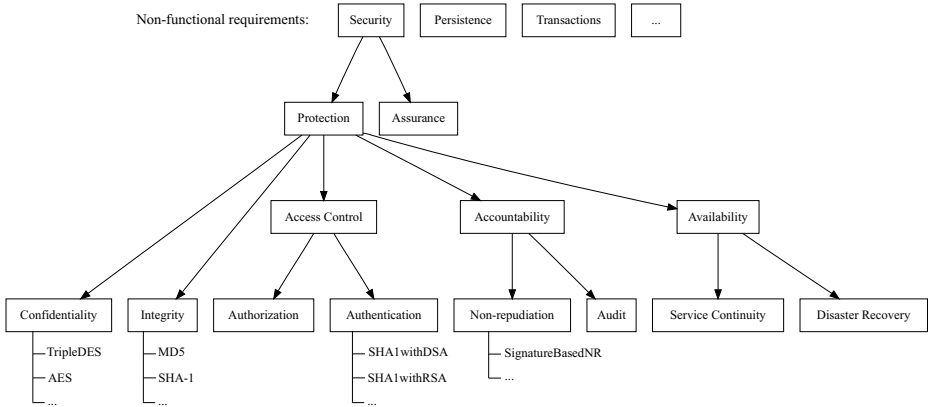 Non-functional requirements: Security Persistence Transactions ...
Protection Assurance
Access Control Accountability Availability
Confidentiality Integrity Authorization Authentication Non-repudiation Audit Service Continuity Disaster Recovery
TripleDES MD5 SHA1withDSA SignatureBasedNR
AES SHA-1 SHA1withRSA ...
... ... ...